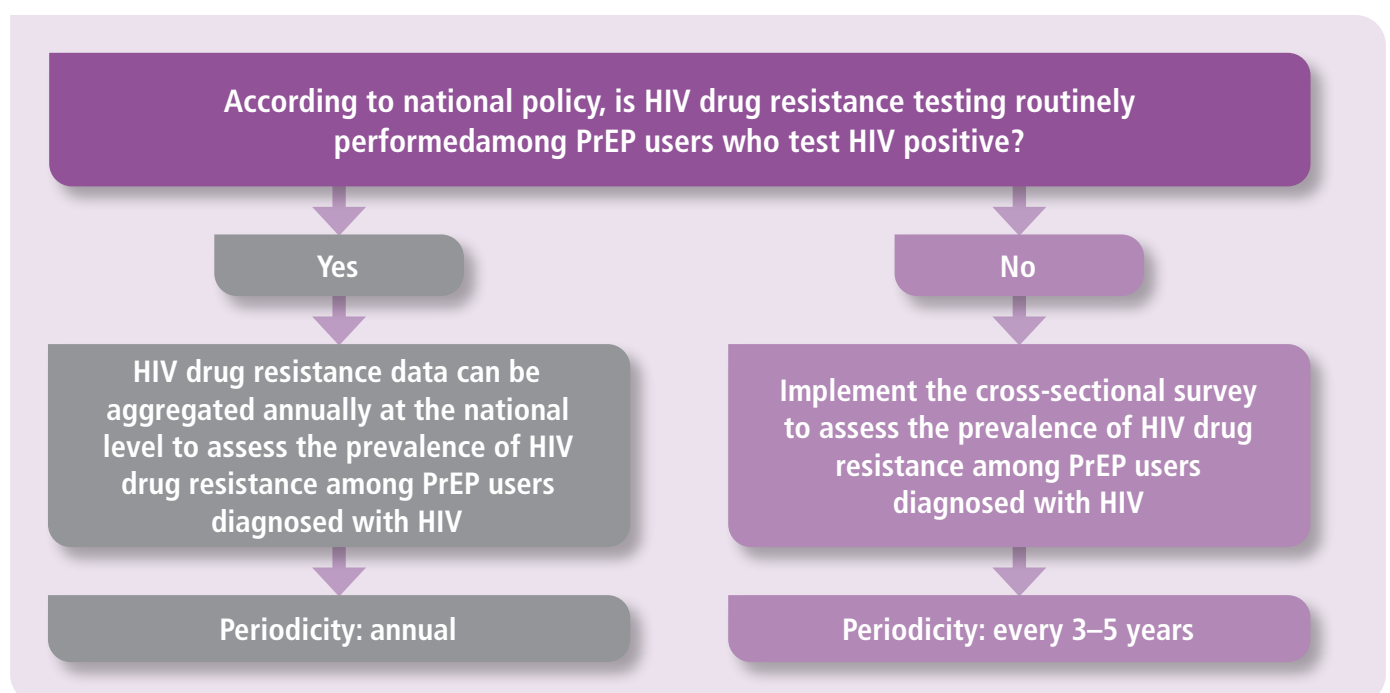 According to national policy, is HIV drug resistance testing routinely
performedamong PrEP users who test HIV positive?
Yes
No
HIV drug resistance data can be
aggregated annually at the national
level to assess the prevalence of HIV
drug resistance among PrEP users
diagnosed with HIV
Implement the cross-sectional survey
to assess the prevalence of HIV drug
resistance among PrEP users
diagnosed with HIV
Periodicity: annual
Periodicity: every 3–5 years